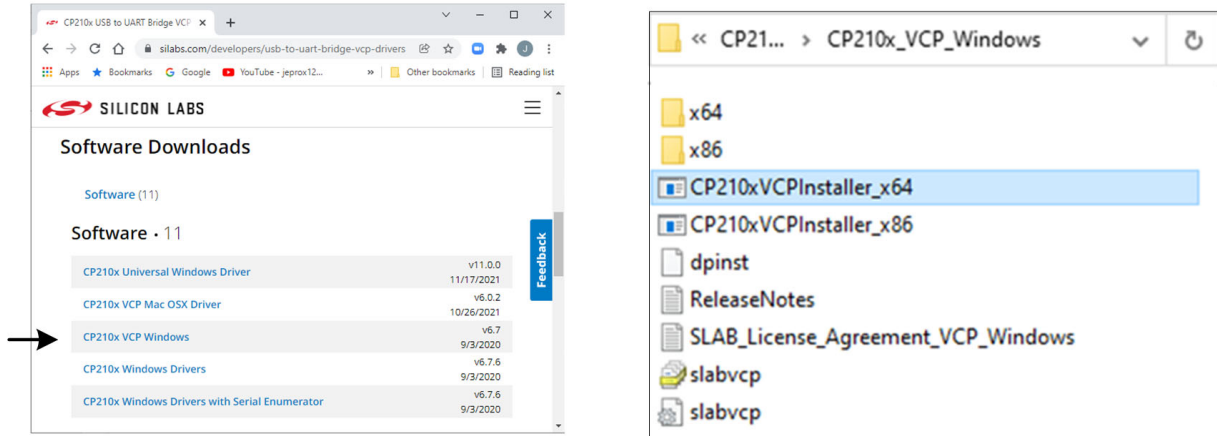 CP210x USB to UART Bridge VCP
silabs.com/developers/usb-to-uart-bridge-vcp-drivers
J
Apps
Bookmarks
Google
YouTube - jeprox12...
»
Other bookmarks
Reading list
SILICON LABS
Software Downloads
Software (11)
Software · 11
CP210x Universal Windows Driver
v11.0.0
11/17/2021
CP210x VCP Mac OSX Driver
v6.0.2
10/26/2021
CP210x VCP Windows
v6.7
9/3/2020
CP210x Windows Drivers
v6.7.6
9/3/2020
CP210x Windows Drivers with Serial Enumerator
v6.7.6
9/3/2020
Feedback
« CP21... › CP210x_VCP_Windows
x64
x86
CP210xVCPInstaller_x64
CP210xVCPInstaller_x86
dpinst
ReleaseNotes
SLAB_License_Agreement_VCP_Windows
slabvcp
slabvcp